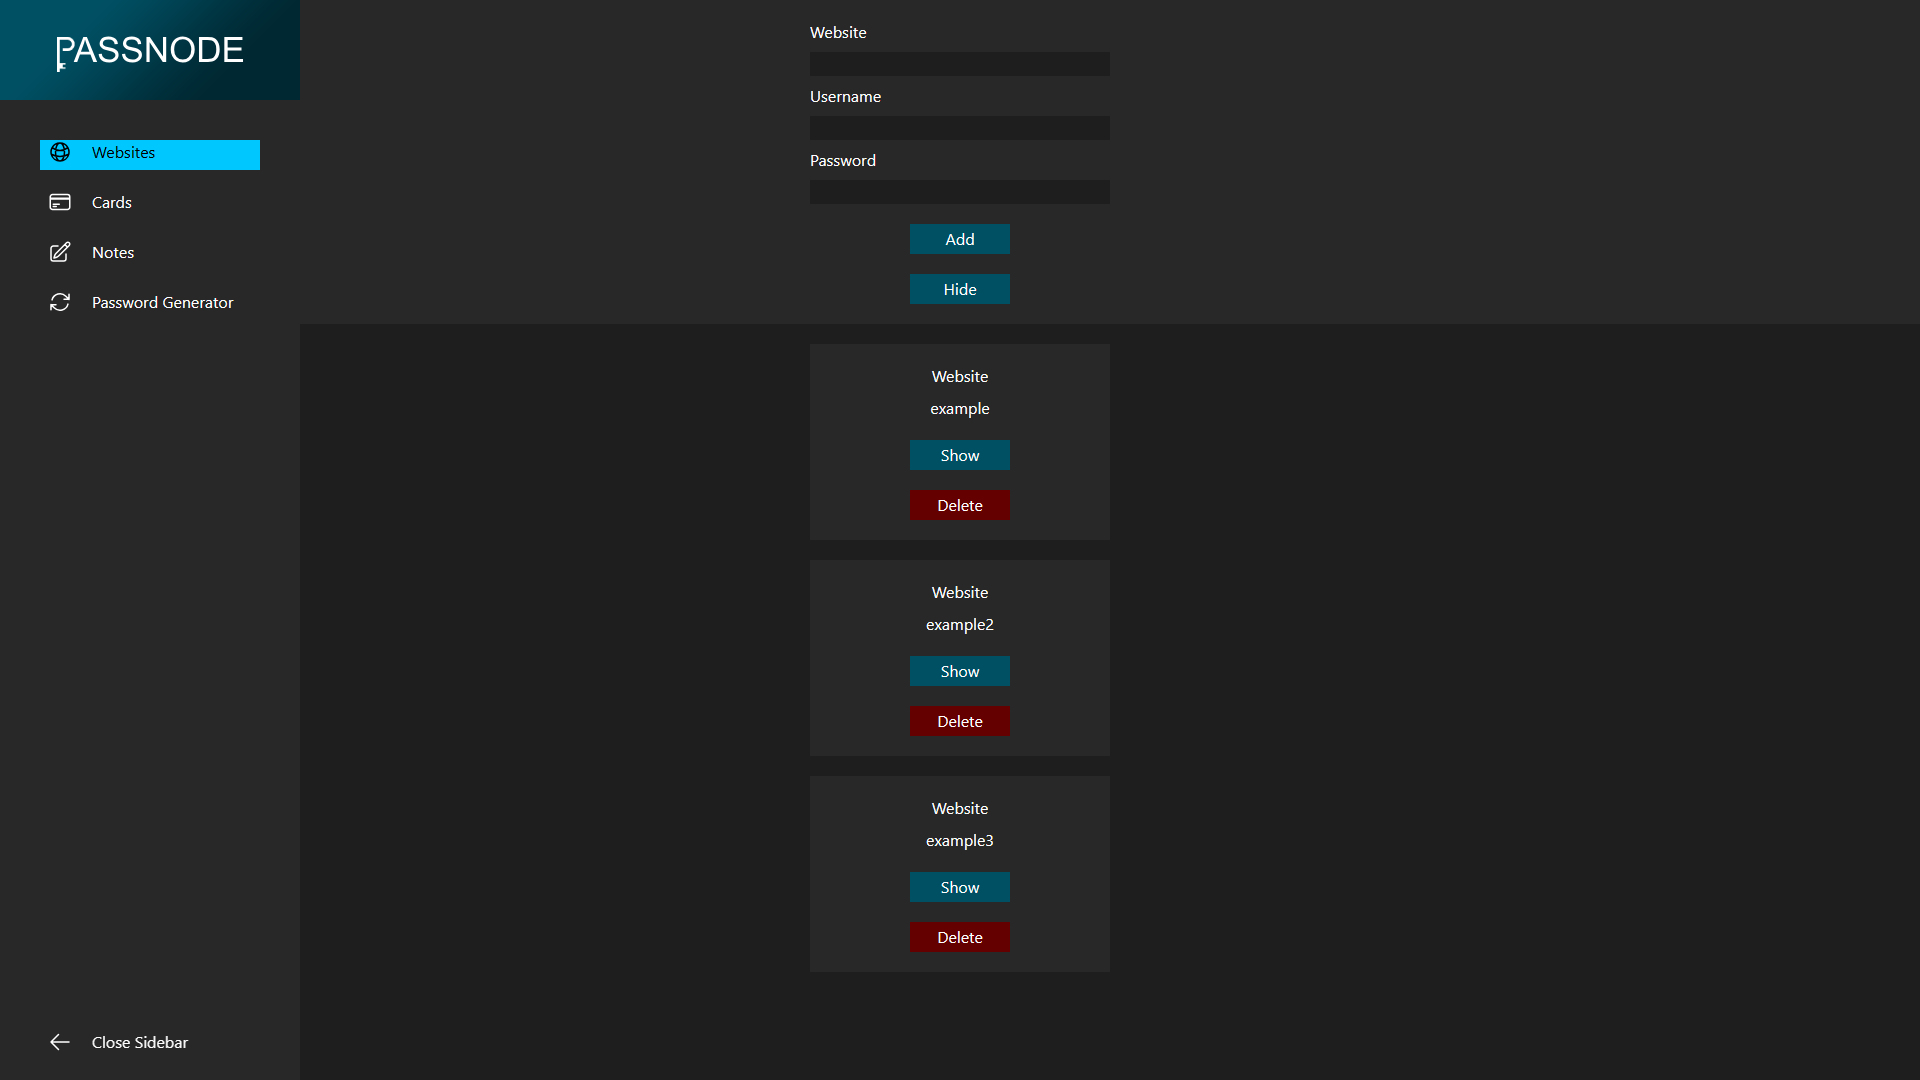 PASSNODE
Websites
Cards
Notes
Password Generator
Close Sidebar
Website
Username
Password
Add
Hide
Website
example
Show
Delete
Website
example2
Show
Delete
Website
example3
Show
Delete